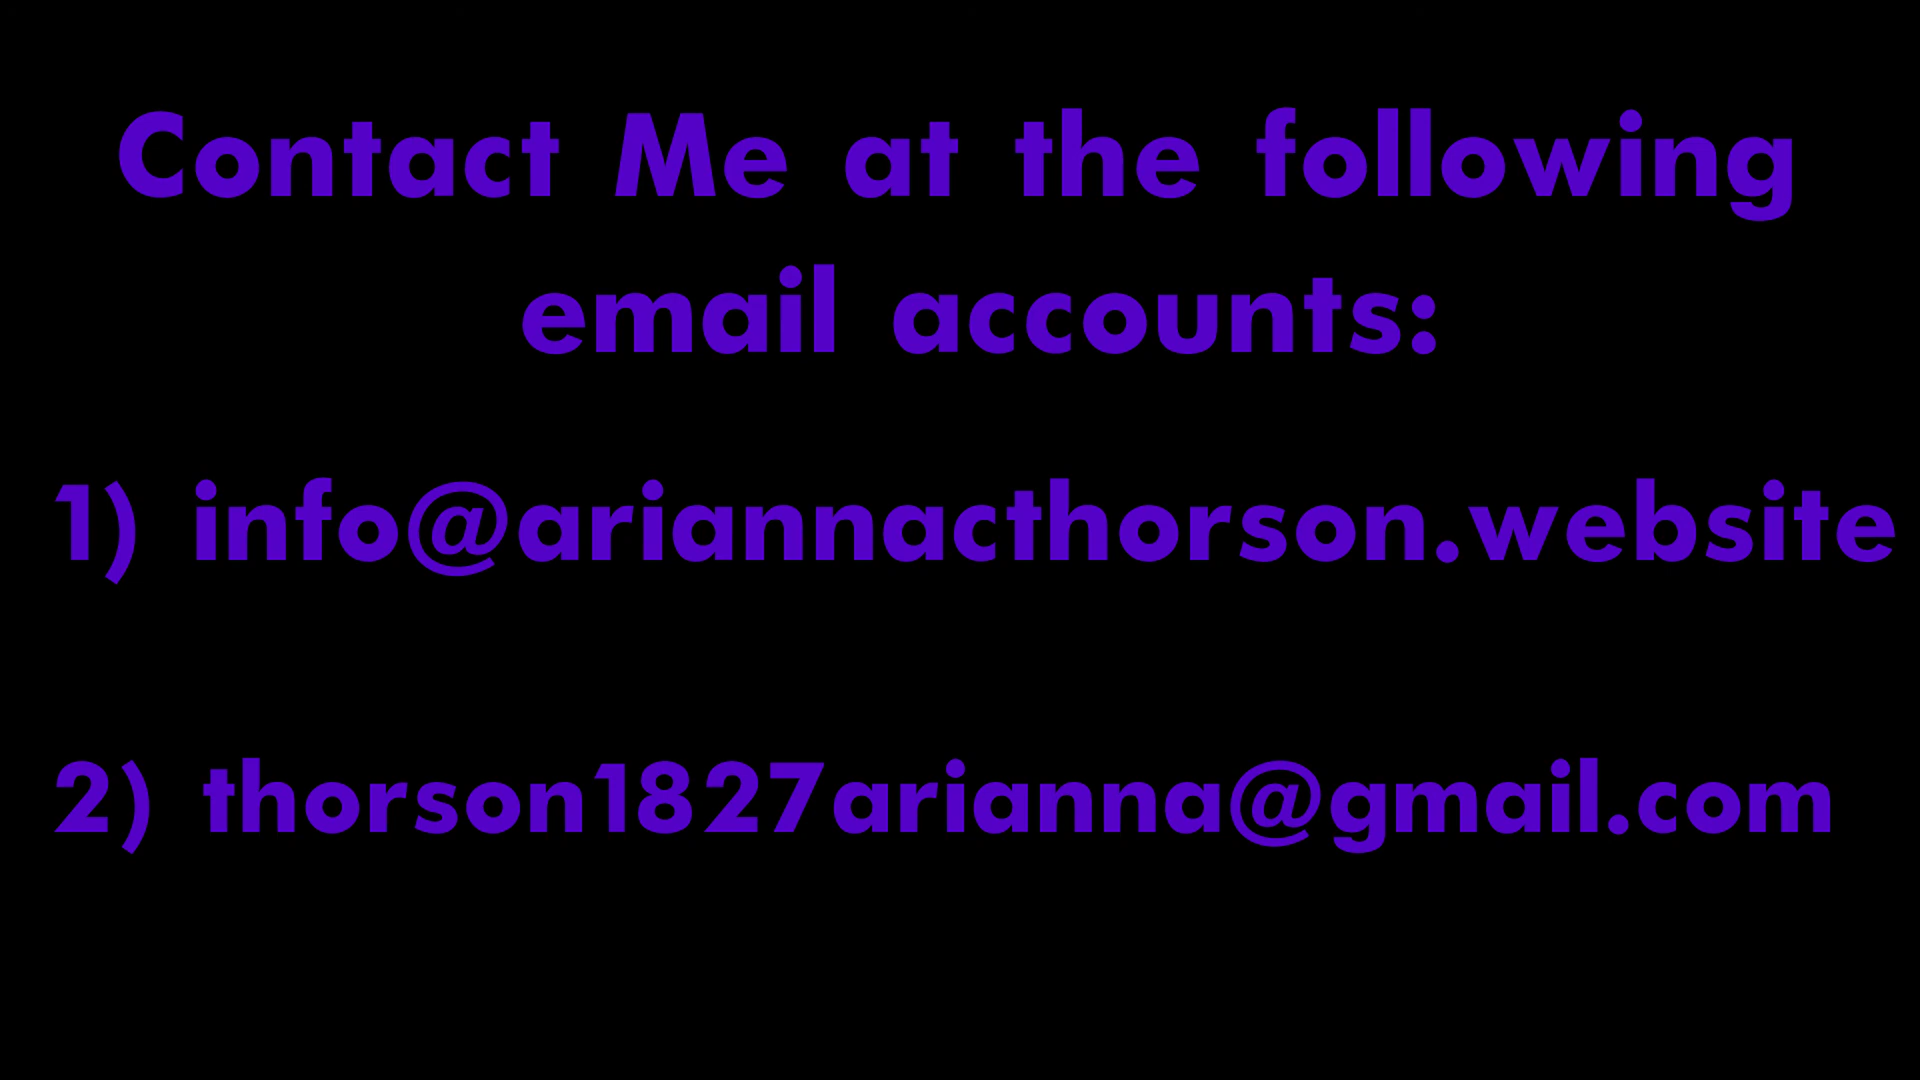 Contact Me at the following
email accounts:
1) info@ariannacthorson.website
2) thorson1827arianna@gmail.com